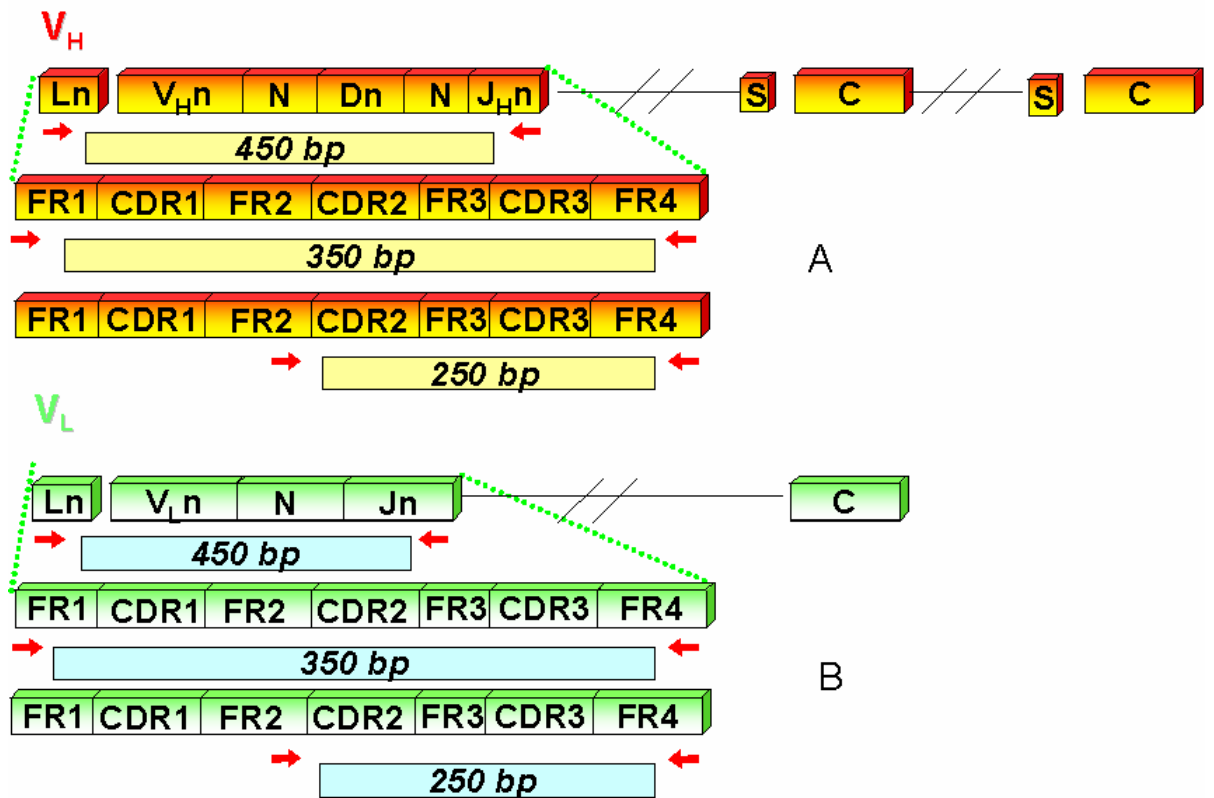 VH
Ln VHn N Dn N JHn S C S C
450 bp
FR1 CDR1 FR2 CDR2 FR3 CDR3 FR4
350 bp
A
FR1 CDR1 FR2 CDR2 FR3 CDR3 FR4
250 bp
VL
Ln VLn N Jn C
450 bp
FR1 CDR1 FR2 CDR2 FR3 CDR3 FR4
350 bp
B
FR1 CDR1 FR2 CDR2 FR3 CDR3 FR4
250 bp